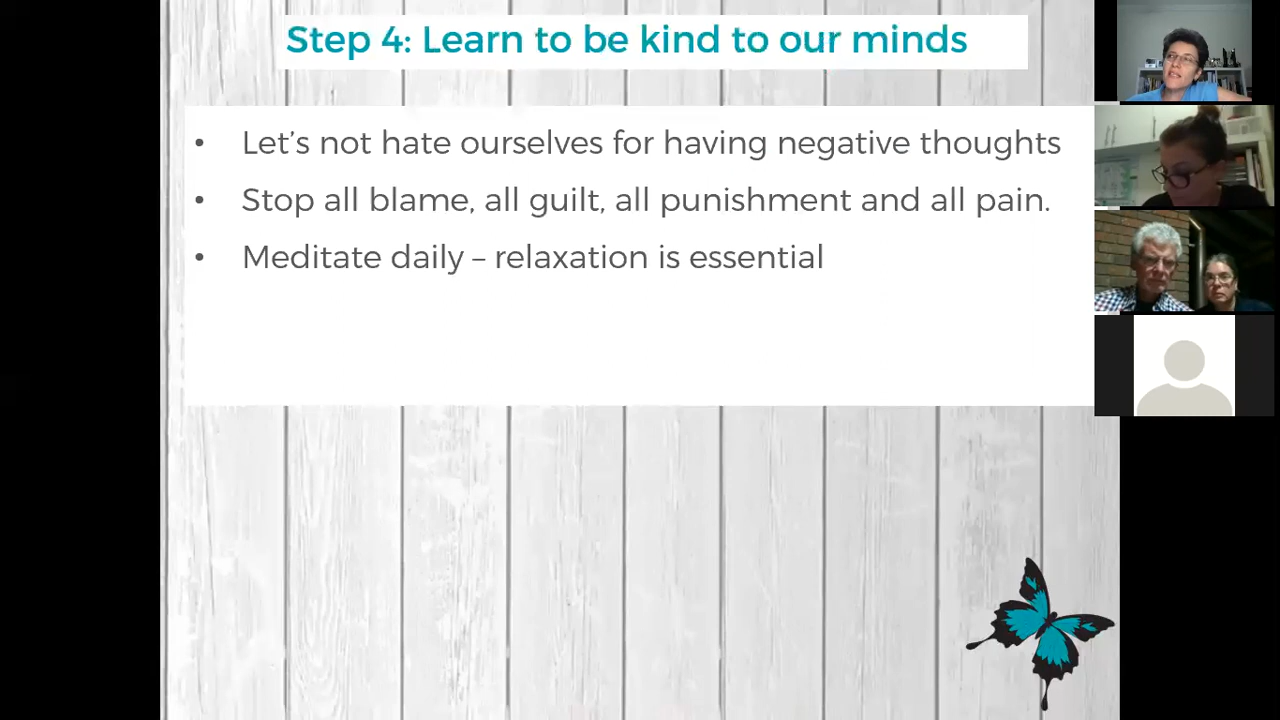 Step 4: Learn to be kind to our minds
• Let's not hate ourselves for having negative thoughts
• Stop all blame, all guilt, all punishment and all pain.
• Meditate daily – relaxation is essential